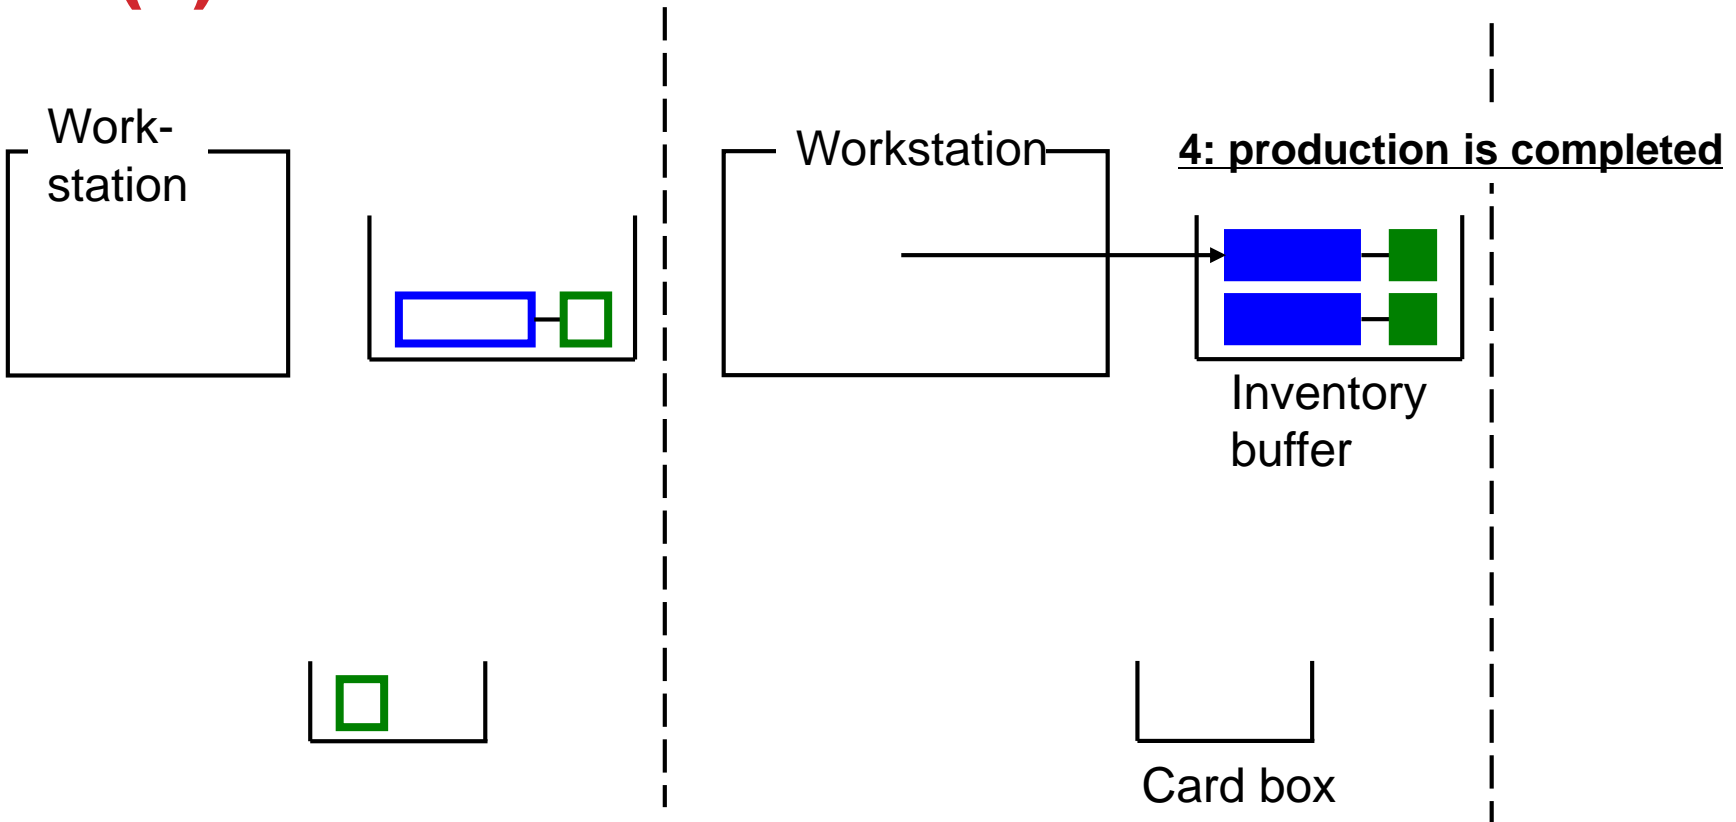 Work-
station
Workstation
4: production is completed
Inventory
buffer
Card box